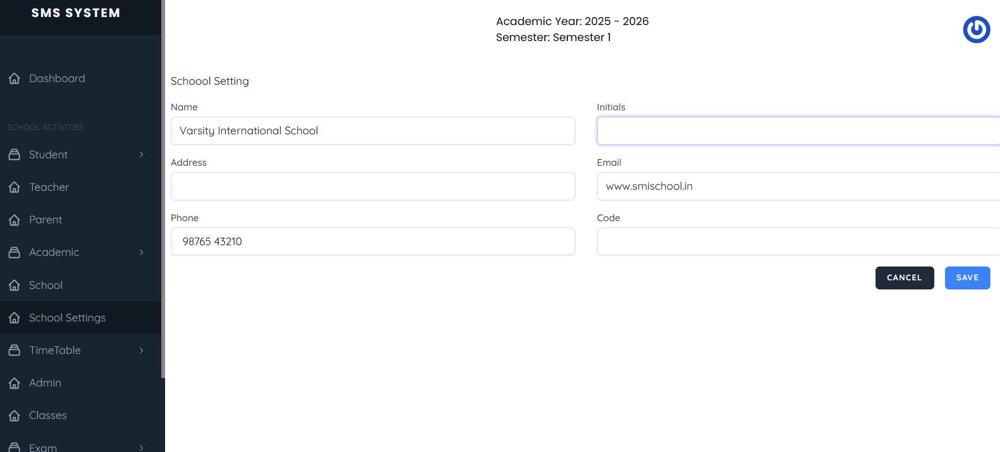 SMS SYSTEM
Academic Year: 2025 - 2026
Semester: Semester 1
Dashboard
SCHOOL ACTIVITIES
Student
Teacher
Parent
Academic
School
School Settings
TimeTable
Admin
Classes
Exam
Schoool Setting
Name
Varsity International School
Initials
Address
Email
www.smischool.in
Phone
98765 43210
Code
CANCEL
SAVE